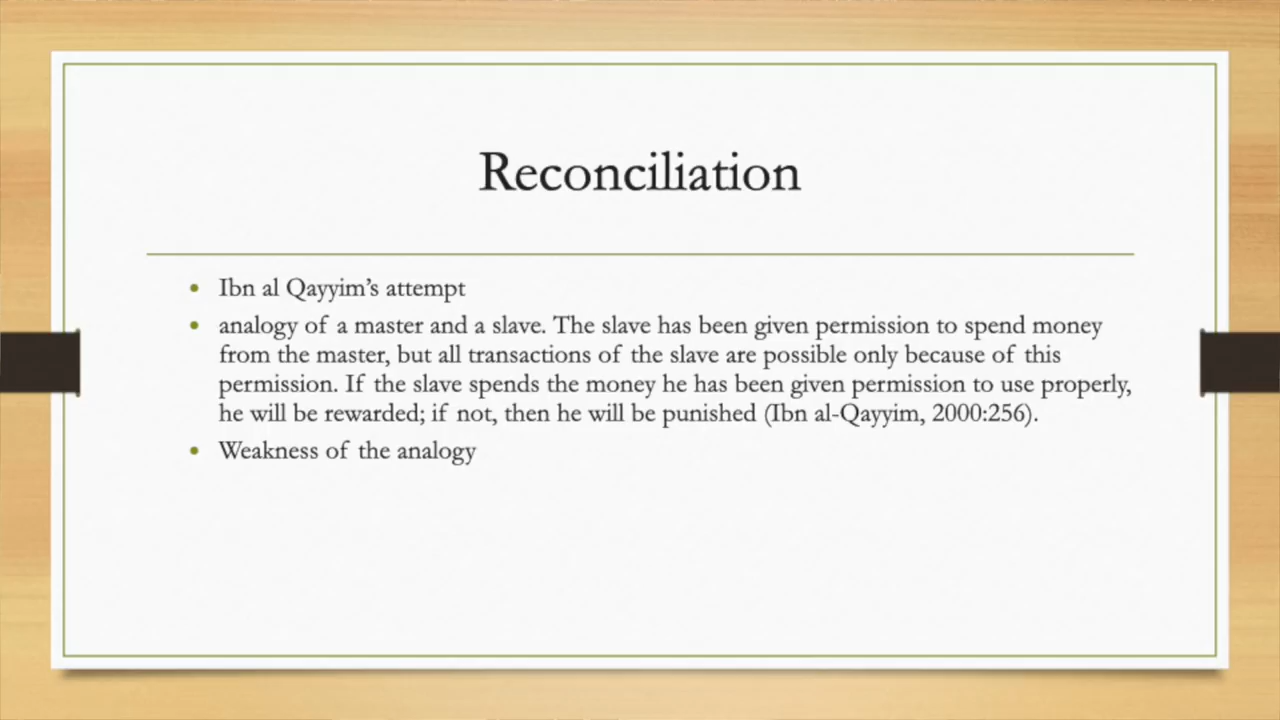 Reconciliation
• Ibn al Qayyim’s attempt
• analogy of a master and a slave. The slave has been given permission to spend money
from the master, but all transactions of the slave are possible only because of this
permission. If the slave spends the money he has been given permission to use properly,
he will be rewarded; if not, then he will be punished (Ibn al-Qayyim, 2000:256).
• Weakness of the analogy